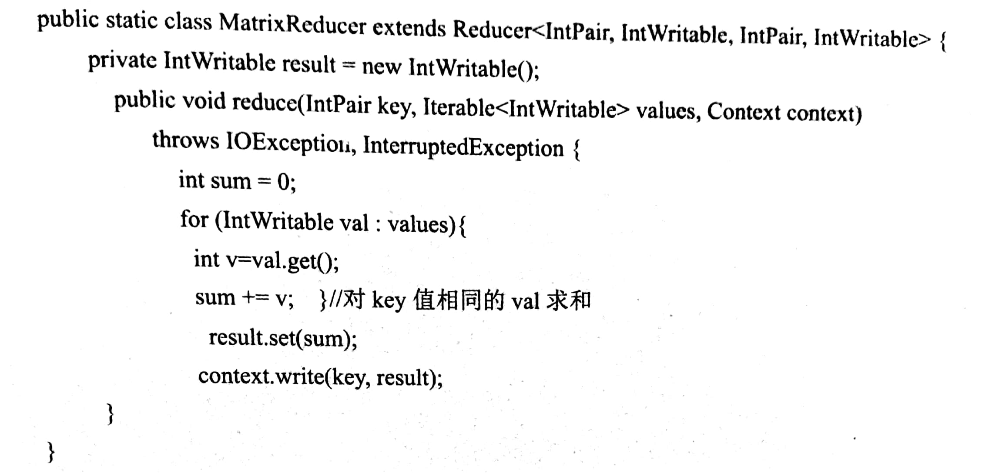 public static class MatrixReducer extends Reducer<IntPair, IntWritable, IntPair, IntWritable> {
private IntWritable result = new IntWritable();
public void reduce(IntPair key, Iterable<IntWritable> values, Context context)
throws IOException, InterruptedException {
int sum = 0;
for (IntWritable val : values){
int v=val.get();
sum += v; }//对 key 值相同的 val 求和
result.set(sum);
context.write(key, result);
}
}